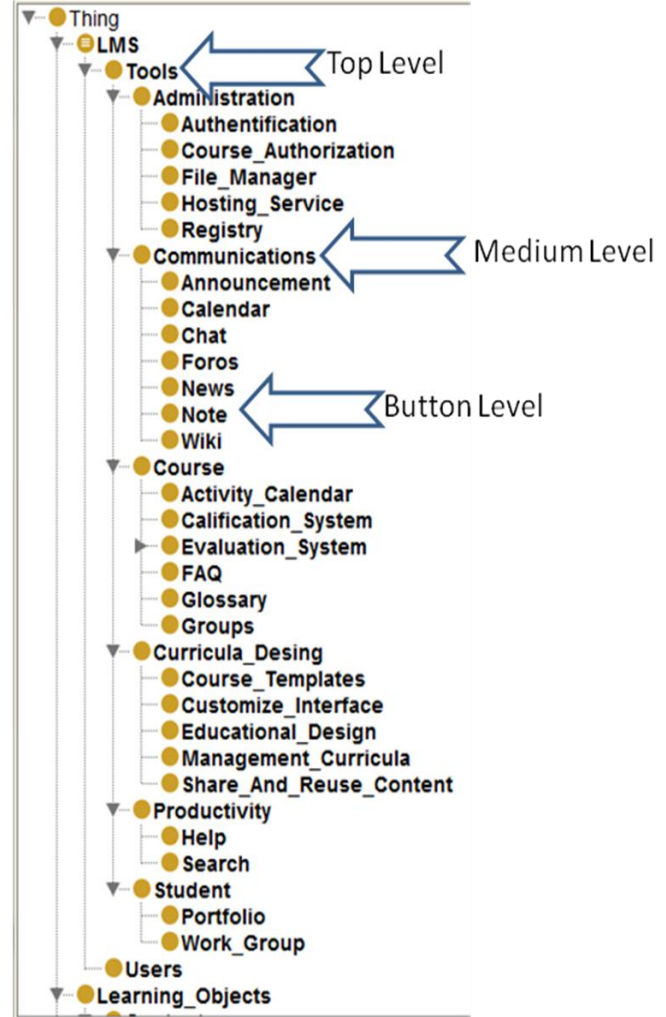 Thing
LMS
Tools Top Level
Administration
Authentification
Course_Authorization
File_Manager
Hosting_Service
Registry
Communications Medium Level
Announcement
Calendar
Chat
Foros
News
Note Button Level
Wiki
Course
Activity_Calendar
Calification_System
Evaluation_System
FAQ
Glossary
Groups
Curricula_Desing
Course_Templates
Customize_Interface
Educational_Design
Management_Curricula
Share_And_Reuse_Content
Productivity
Help
Search
Student
Portfolio
Work_Group
Users
Learning_Objects